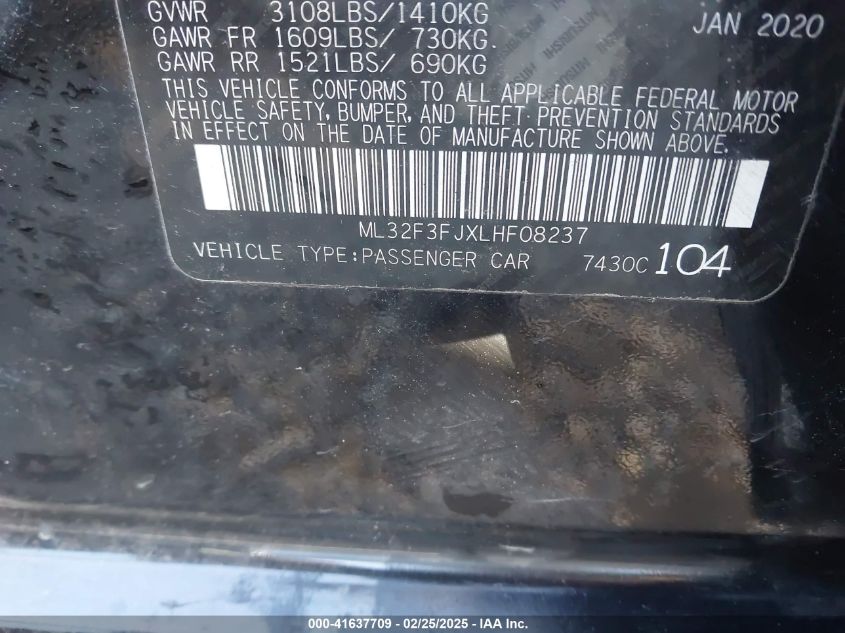 GVWR 3108LBS/1410KG JAN 2020
GAWR FR 1609LBS/ 730KG
GAWR RR 1521LBS/ 690KG
THIS VEHICLE CONFORMS TO ALL APPLICABLE FEDERAL MOTOR
VEHICLE SAFETY, BUMPER, AND THEFT PREVENTION STANDARDS
IN EFFECT ON THE DATE OF MANUFACTURE SHOWN ABOVE.
ML32F3FJXLHF08237
VEHICLE TYPE:PASSENGER CAR 7430C 104
000-41637709 - 02/25/2025 - IAA Inc.